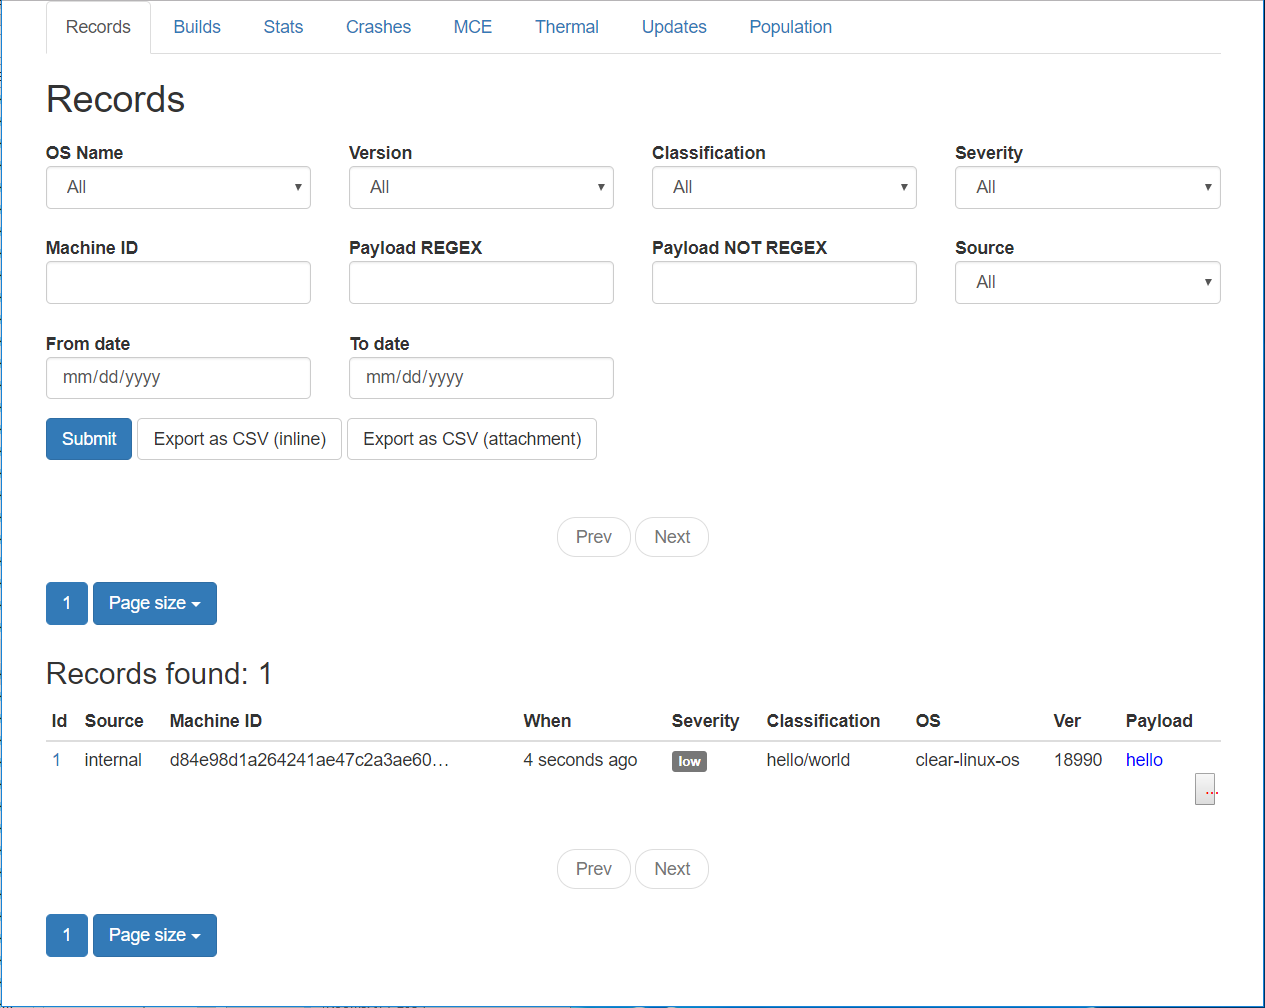 Records Builds Stats Crashes MCE Thermal Updates Population
Records
OS Name Version Classification Severity
All All All All
Machine ID Payload REGEX Payload NOT REGEX Source
All
From date To date
mm/dd/yyyy mm/dd/yyyy
Submit Export as CSV (inline) Export as CSV (attachment)
Prev Next
1 Page size
Records found: 1
Id Source Machine ID When Severity Classification OS Ver Payload
1 internal d84e98d1a264241ae47c2a3ae60… 4 seconds ago low hello/world clear-linux-os 18990 hello
...
Prev Next
1 Page size